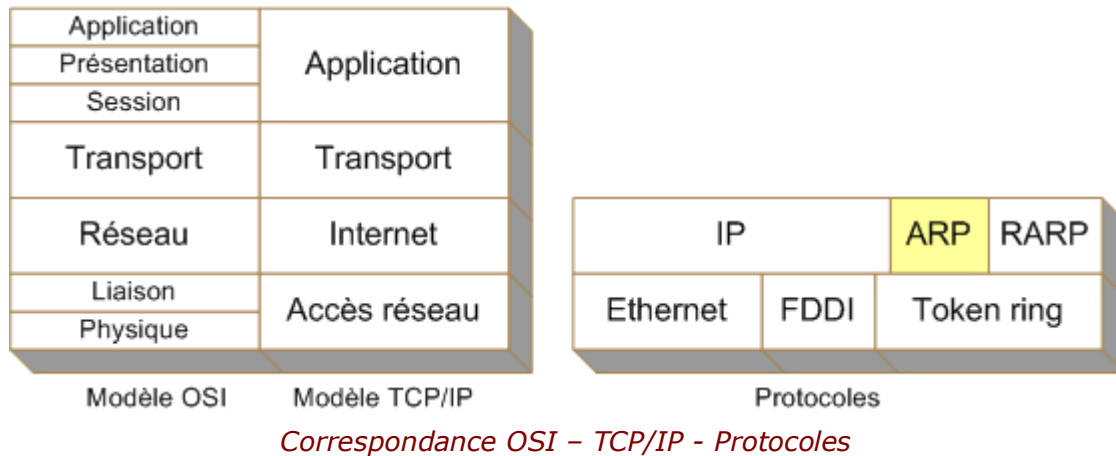 Application
Présentation
Session
Transport
Réseau
Liaison
Physique
Application
Transport
Internet
Accès réseau
IP ARP RARP
Ethernet FDDI Token ring
Modèle OSI Modèle TCP/IP Protocoles
Correspondance OSI – TCP/IP - Protocoles